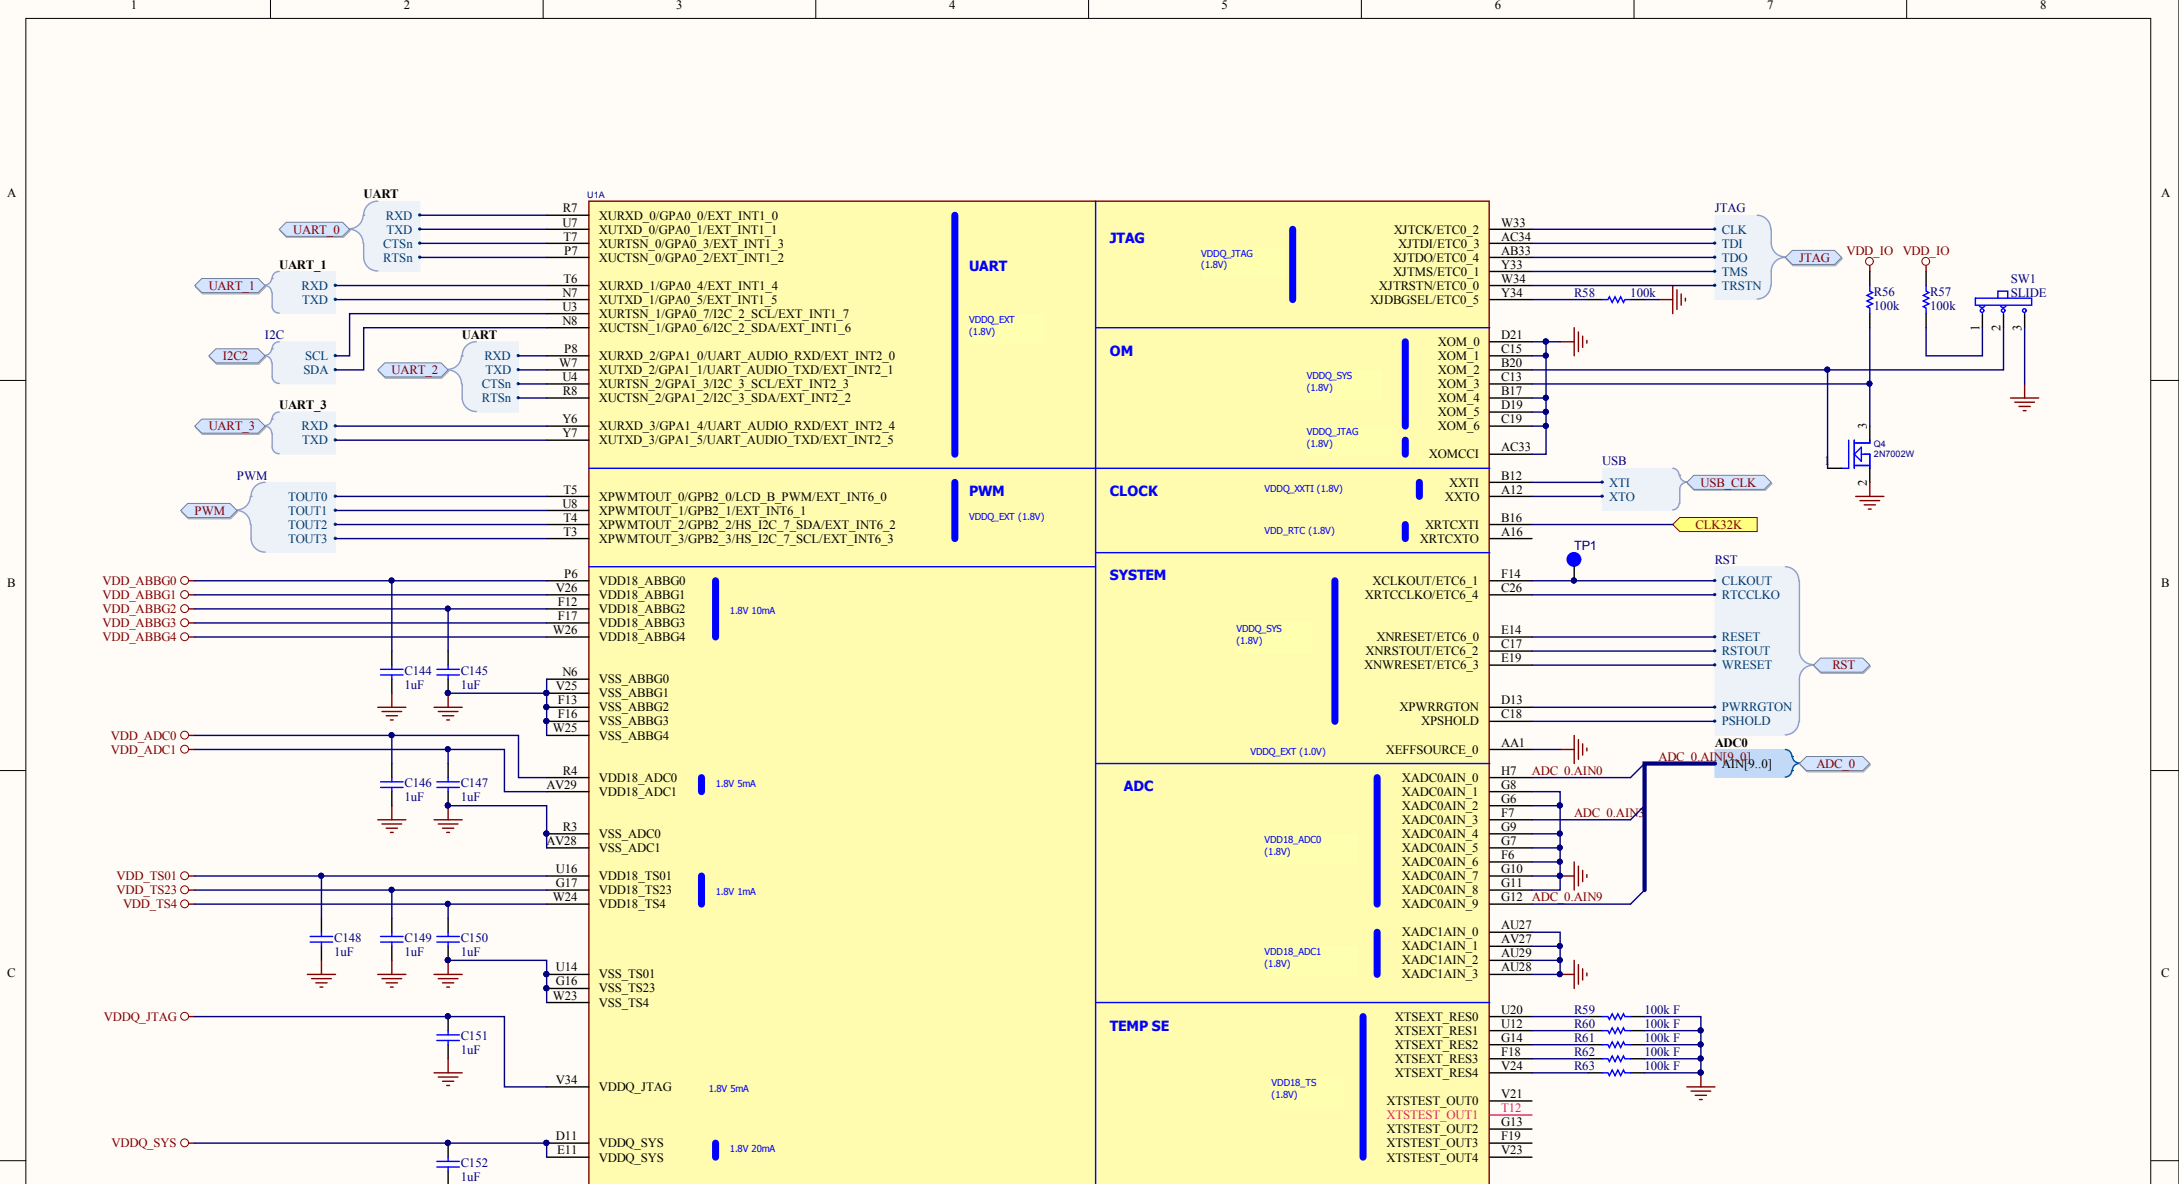 1 2 3 4 5 6 7 8
A A
B B
C C
UART
UART_0
RXD
TXD
CTSn
RTSn
UART_1
UART_1
RXD
TXD
I2C
I2C2
SCL
SDA
UART
UART_2
RXD
TXD
CTSn
RTSn
UART_3
UART_3
RXD
TXD
PWM
PWM
TOUT0
TOUT1
TOUT2
TOUT3
VDD_ABBG0
VDD_ABBG1
VDD_ABBG2
VDD_ABBG3
VDD_ABBG4
C144
1uF
C145
1uF
VDD_ADC0
VDD_ADC1
C146
1uF
C147
1uF
VDD_TS01
VDD_TS23
VDD_TS4
C148
1uF
C149
1uF
C150
1uF
VDDQ_JTAG
C151
1uF
VDDQ_SYS
C152
1uF
U1A
R7 XURXD_0/GPA0_0/EXT_INT1_0
U7 XUTXD_0/GPA0_1/EXT_INT1_1
T7 XURTSN_0/GPA0_3/EXT_INT1_3
P7 XUCTSN_0/GPA0_2/EXT_INT1_2
T6 XURXD_1/GPA0_4/EXT_INT1_4
N7 XUTXD_1/GPA0_5/EXT_INT1_5
U3 XURTSN_1/GPA0_7/I2C_2_SCL/EXT_INT1_7
N8 XUCTSN_1/GPA0_6/I2C_2_SDA/EXT_INT1_6
P8 XURXD_2/GPA1_0/UART_AUDIO_RXD/EXT_INT2_0
W7 XUTXD_2/GPA1_1/UART_AUDIO_TXD/EXT_INT2_1
U4 XURTSN_2/GPA1_3/I2C_3_SCL/EXT_INT2_3
R8 XUCTSN_2/GPA1_2/I2C_3_SDA/EXT_INT2_2
Y6 XURXD_3/GPA1_4/UART_AUDIO_RXD/EXT_INT2_4
Y7 XUTXD_3/GPA1_5/UART_AUDIO_TXD/EXT_INT2_5
UART
VDDQ_EXT
(1.8V)
T5 XPWMTOUT_0/GPB2_0/LCD_B_PWM/EXT_INT6_0
U8 XPWMTOUT_1/GPB2_1/EXT_INT6_1
T4 XPWMTOUT_2/GPB2_2/HS_I2C_7_SDA/EXT_INT6_2
T3 XPWMTOUT_3/GPB2_3/HS_I2C_7_SCL/EXT_INT6_3
PWM
VDDQ_EXT (1.8V)
P6 VDD18_ABBG0
V26 VDD18_ABBG1
F12 VDD18_ABBG2
F17 VDD18_ABBG3
W26 VDD18_ABBG4
1.8V 10mA
N6 VSS_ABBG0
V25 VSS_ABBG1
F13 VSS_ABBG2
F16 VSS_ABBG3
W25 VSS_ABBG4
R4 VDD18_ADC0
AV29 VDD18_ADC1
1.8V 5mA
R3 VSS_ADC0
AV28 VSS_ADC1
U16 VDD18_TS01
G17 VDD18_TS23
W24 VDD18_TS4
1.8V 1mA
U14 VSS_TS01
G16 VSS_TS23
W23 VSS_TS4
V34 VDDQ_JTAG
1.8V 5mA
D11 VDDQ_SYS
E11 VDDQ_SYS
1.8V 20mA
JTAG
VDDQ_JTAG
(1.8V)
XJTCK/ETC0_2 W33
XJTDI/ETC0_3 AC34
XJTDO/ETC0_4 AB33
XJTMS/ETC0_1 Y33
XJTRSTN/ETC0_0 W34
XJDBGSEL/ETC0_5 Y34
R58 100k
JTAG
CLK
TDI
TDO
TMS
TRSTN
JTAG
OM
VDDQ_SYS
(1.8V)
VDDQ_JTAG
(1.8V)
XOM_0 D21
XOM_1 C15
XOM_2 B20
XOM_3 C13
XOM_4 B17
XOM_5 D19
XOM_6 C19
XOMCCI AC33
VDD_IO VDD_IO
R56
100k
R57
100k
SW1
SLIDE
1
2
3
3
1
2
Q4
2N7002W
CLOCK
VDDQ_XXTI (1.8V)
VDD_RTC (1.8V)
XXTI B12
XXTO A12
XRTCXTI B16
XRTCXTO A16
USB
XTI
XTO
USB_CLK
CLK32K
SYSTEM
VDDQ_SYS
(1.8V)
VDDQ_EXT (1.0V)
XCLKOUT/ETC6_1 F14
XRTCCLKO/ETC6_4 C26
XNRESET/ETC6_0 E14
XNRSTOUT/ETC6_2 C17
XNWRESET/ETC6_3 E19
XPWRRGTON D13
XPSHOLD C18
XEFFSOURCE_0 AA1
TP1
RST
CLKOUT
RTCCLKO
RESET
RSTOUT
WRESET
PWRRGTON
PSHOLD
RST
ADC
VDD18_ADC0
(1.8V)
VDD18_ADC1
(1.8V)
XADC0AIN_0 H7 ADC_0.AIN0
XADC0AIN_1 G8
XADC0AIN_2 G6
XADC0AIN_3 F7 ADC_0.AIN3
XADC0AIN_4 G9
XADC0AIN_5 G7
XADC0AIN_6 F6
XADC0AIN_7 G10
XADC0AIN_8 G11
XADC0AIN_9 G12 ADC_0.AIN9
XADC1AIN_0 AU27
XADC1AIN_1 AV27
XADC1AIN_2 AU29
XADC1AIN_3 AU28
ADC0
ADC_0.AIN[9..0]
AIN[9..0]
ADC_0
TEMP SE
VDD18_TS
(1.8V)
XTSEXT_RES0 U20 R59 100k F
XTSEXT_RES1 U12 R60 100k F
XTSEXT_RES2 G14 R61 100k F
XTSEXT_RES3 F18 R62 100k F
XTSEXT_RES4 V24 R63 100k F
XTSTEST_OUT0 V21
XTSTEST_OUT1 T12
XTSTEST_OUT2 G13
XTSTEST_OUT3 F19
XTSTEST_OUT4 V23